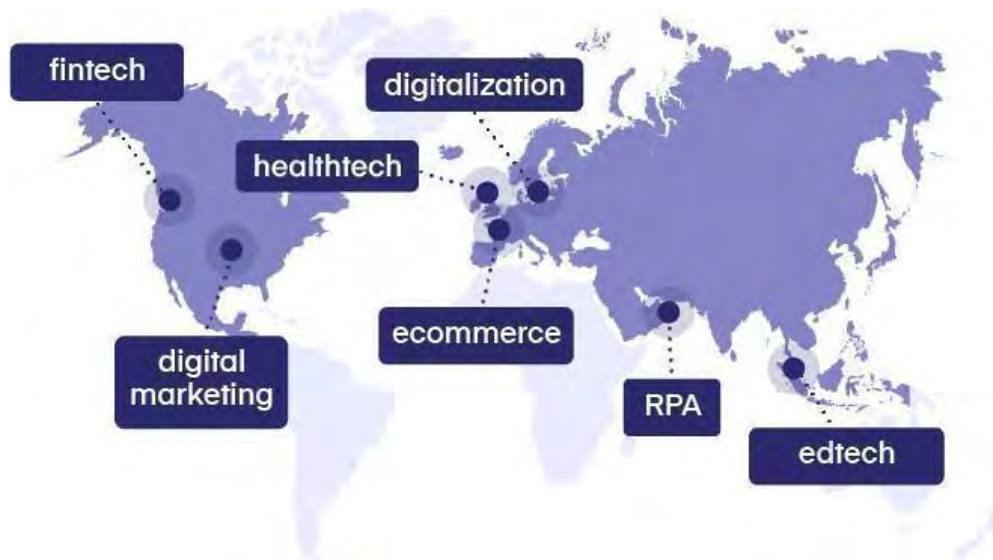 fintech
digitalization
healthtech
ecommerce
digital
marketing
RPA
edtech